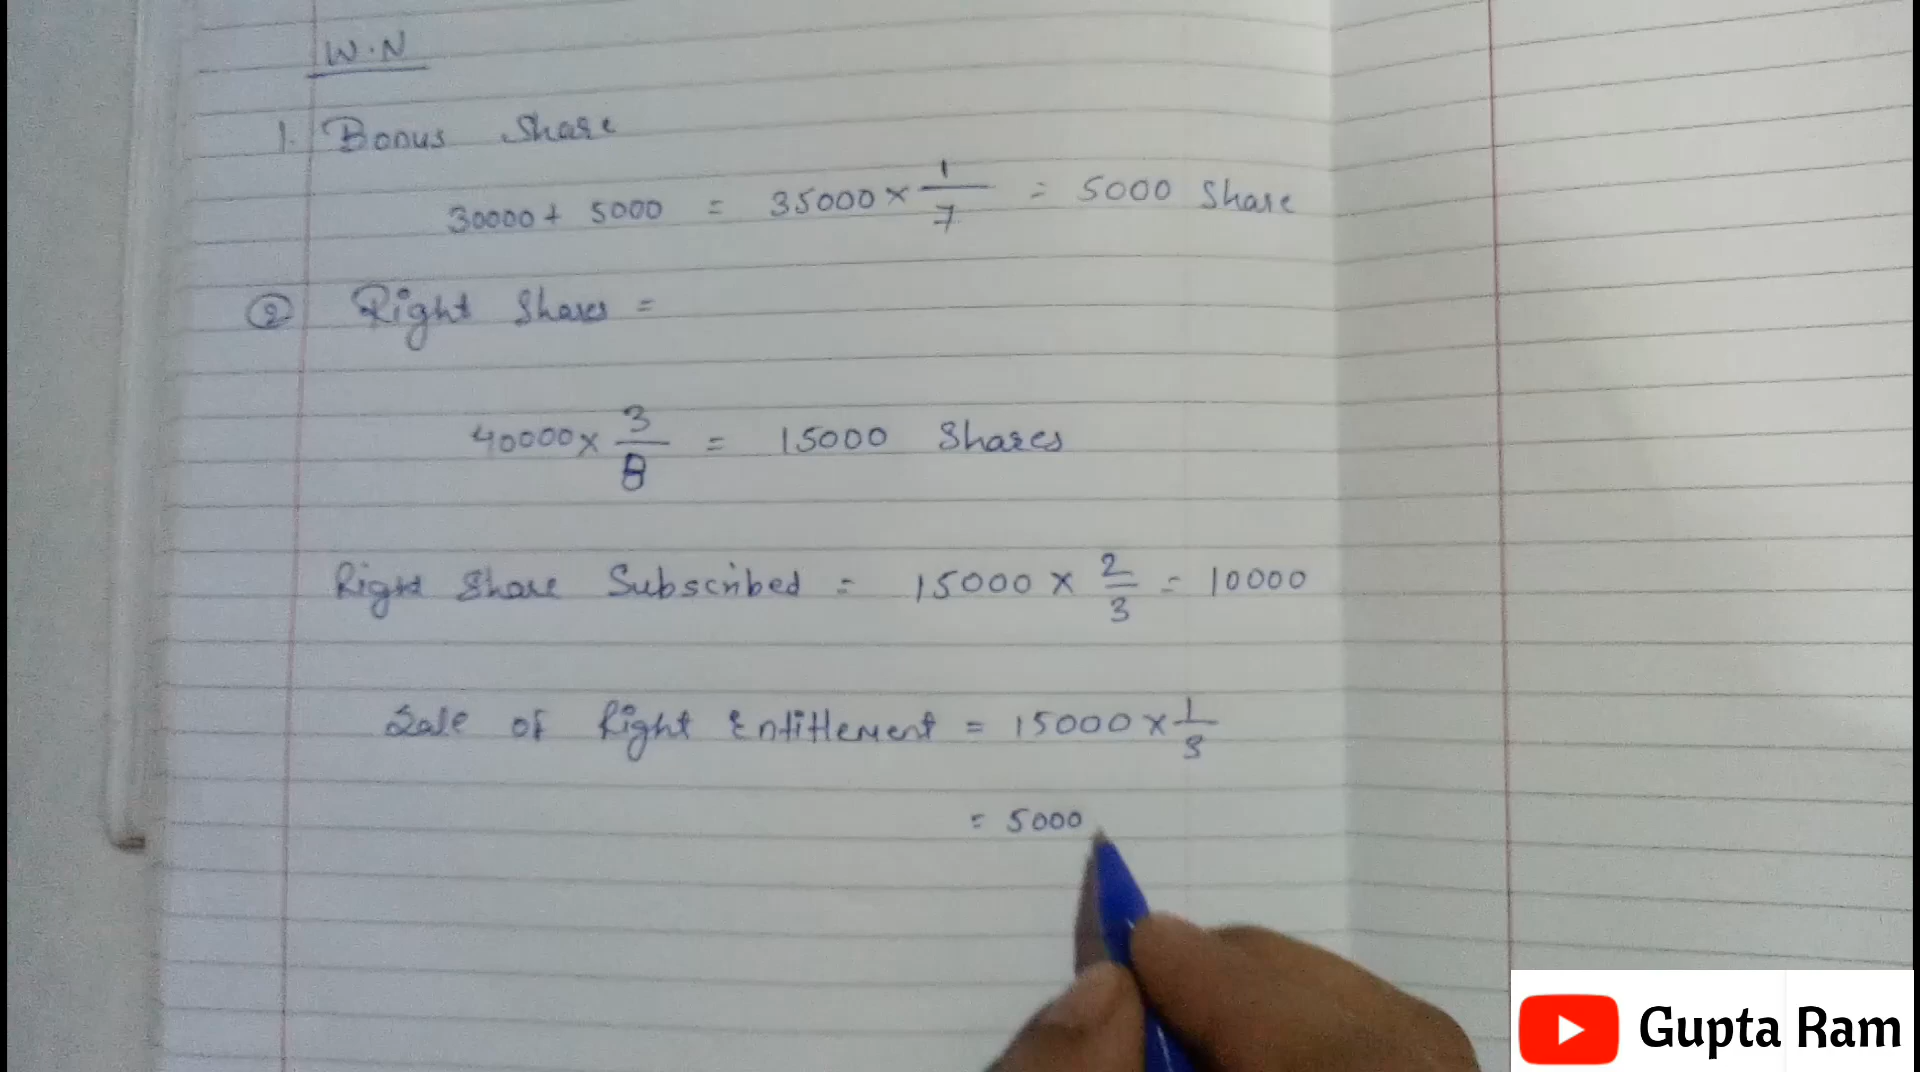 W.N
1. Bonus Share
30000 + 5000 = 35000 × 1/7 = 5000 Share
② Right Shares =
40000 × 3/8 = 15000 Shares
Right Share Subscribed = 15000 × 2/3 = 10000
Sale of Right Entitlement = 15000 × 1/3
= 5000
Gupta Ram